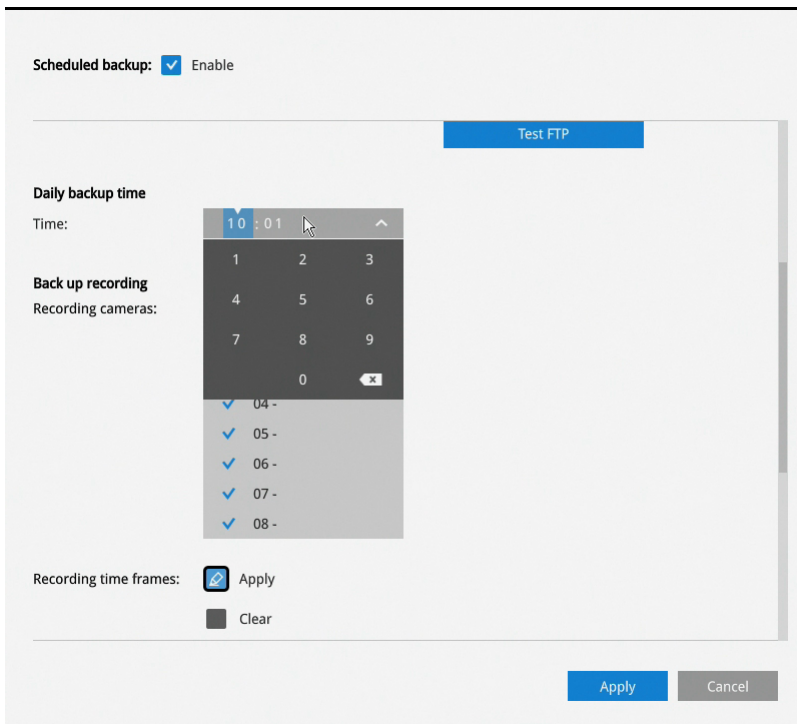 Scheduled backup: Enable
Test FTP
Daily backup time
Time: 10:01
1 2 3
Back up recording
Recording cameras:
4 5 6
7 8 9
0
04 -
05 -
06 -
07 -
08 -
Recording time frames: Apply
Clear
Apply Cancel